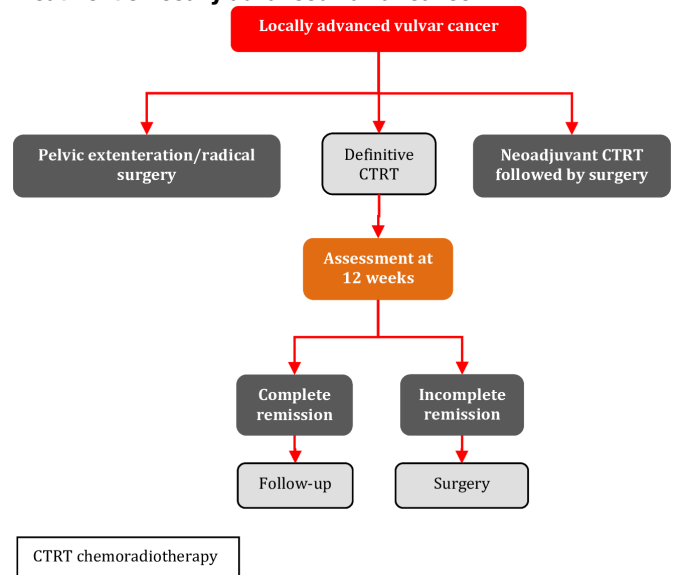 Locally advanced vulvar cancer
Pelvic extenteration/radical
surgery
Definitive
CTRT
Neoadjuvant CTRT
followed by surgery
Assessment at
12 weeks
Complete
remission
Incomplete
remission
Follow-up
Surgery
CTRT chemoradiotherapy